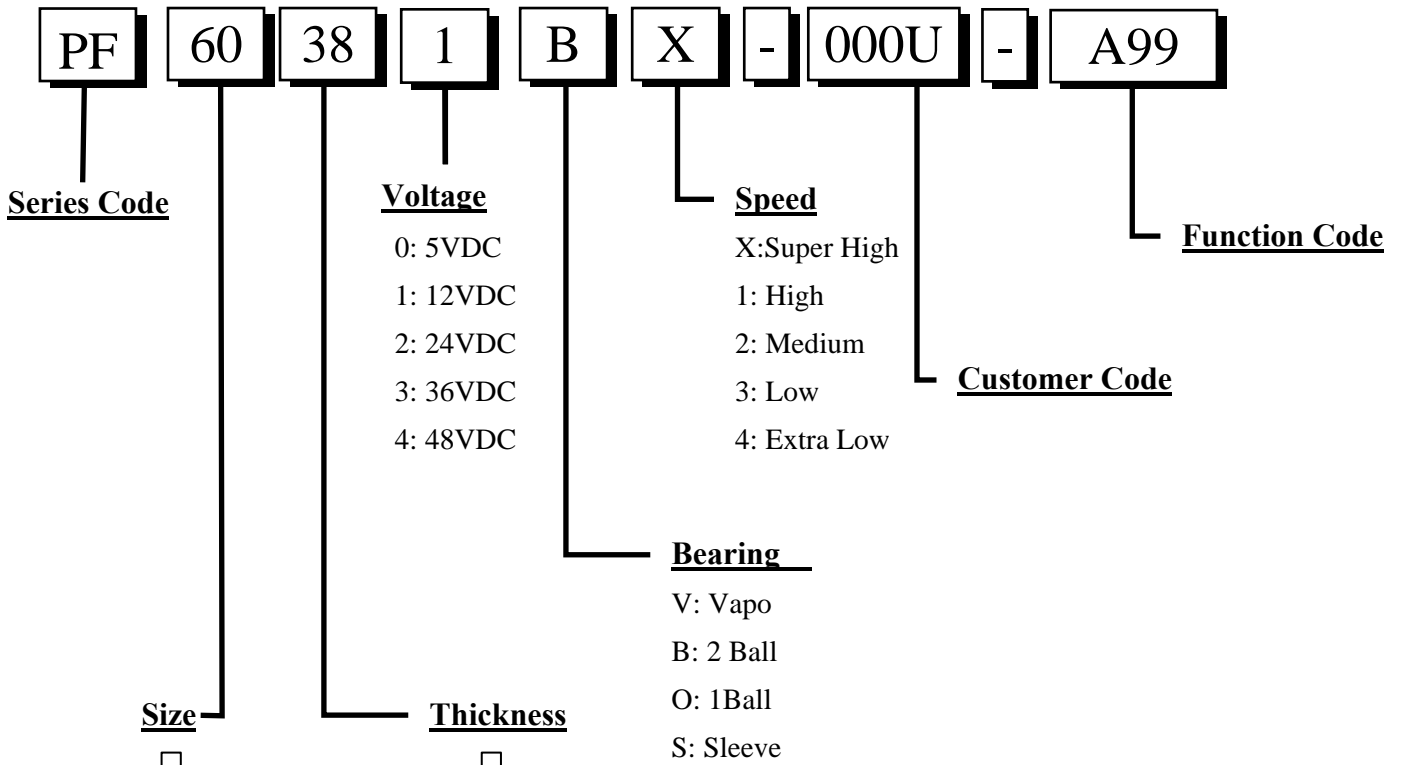 PF 60 38 1 B X - 000U - A99
Series Code
Voltage
0: 5VDC
1: 12VDC
2: 24VDC
3: 36VDC
4: 48VDC
Speed
X:Super High
1: High
2: Medium
3: Low
4: Extra Low
Function Code
Customer Code
Bearing
V: Vapo
B: 2 Ball
O: 1Ball
S: Sleeve
Size
Thickness